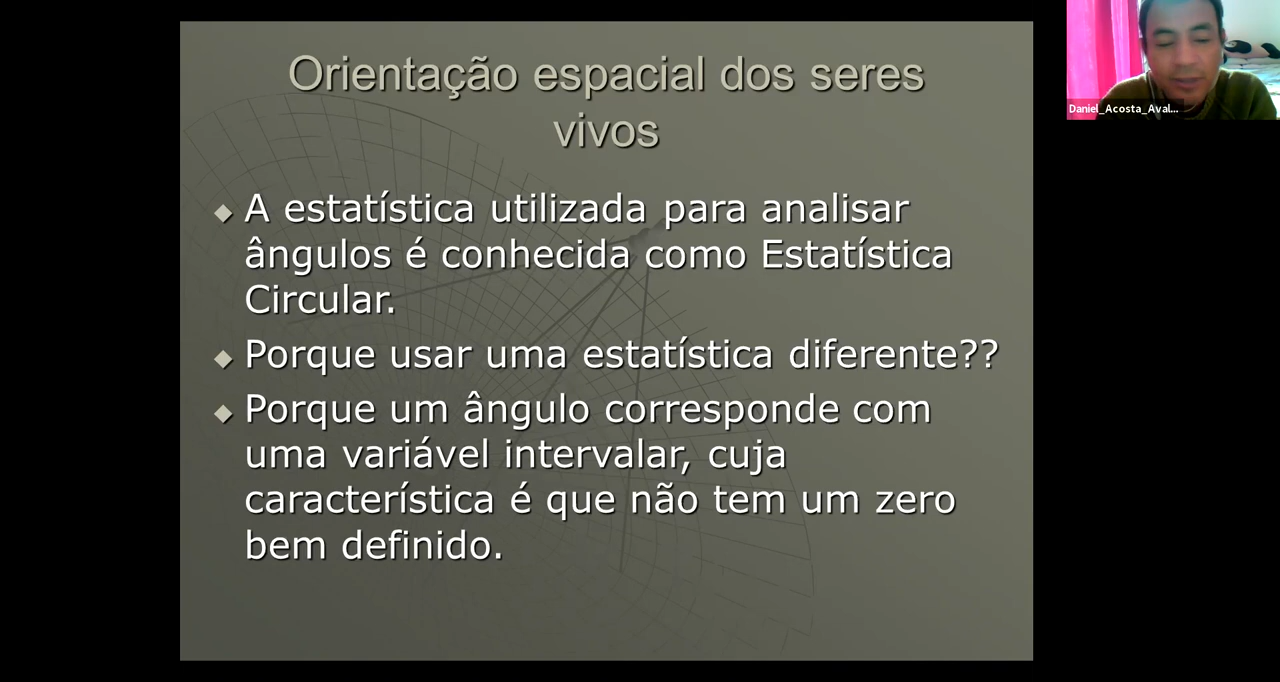 Orientação espacial dos seres
vivos
A estatística utilizada para analisar
ângulos é conhecida como Estatística
Circular.
Porque usar uma estatística diferente??
Porque um ângulo corresponde com
uma variável intervalar, cuja
característica é que não tem um zero
bem definido.
Daniel_Acosta_Aval...